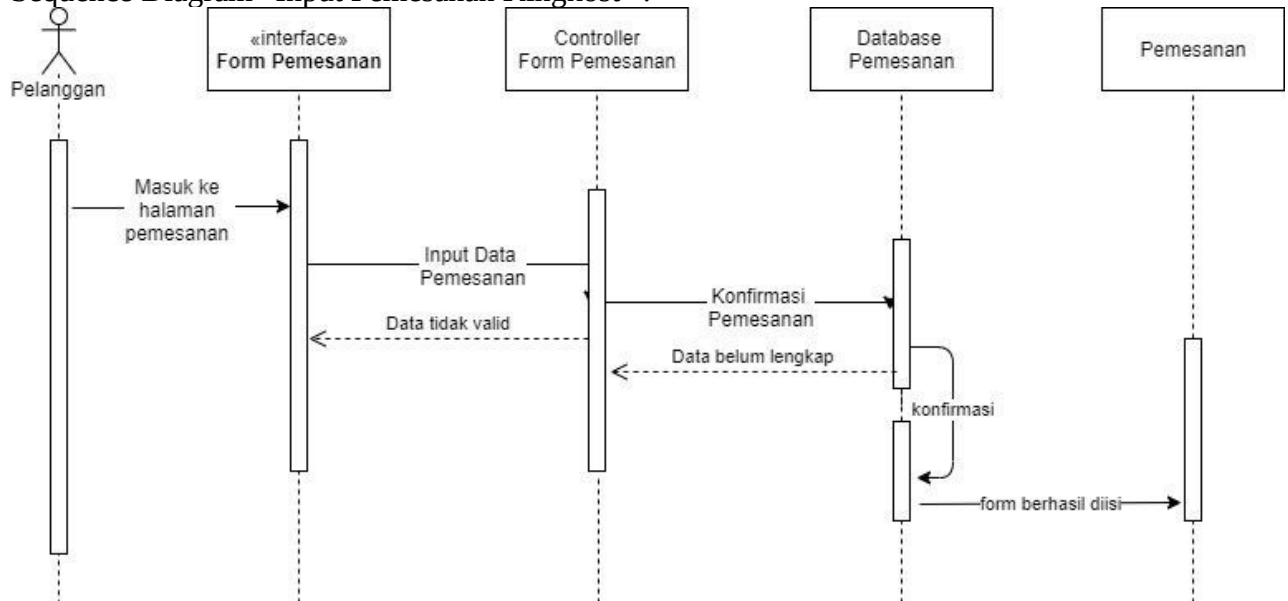 «interface»
Form Pemesanan
Controller
Form Pemesanan
Database
Pemesanan
Pemesanan
Pelanggan
Masuk ke
halaman
pemesanan
Input Data
Pemesanan
Konfirmasi
Pemesanan
Data tidak valid
Data belum lengkap
konfirmasi
form berhasil diisi